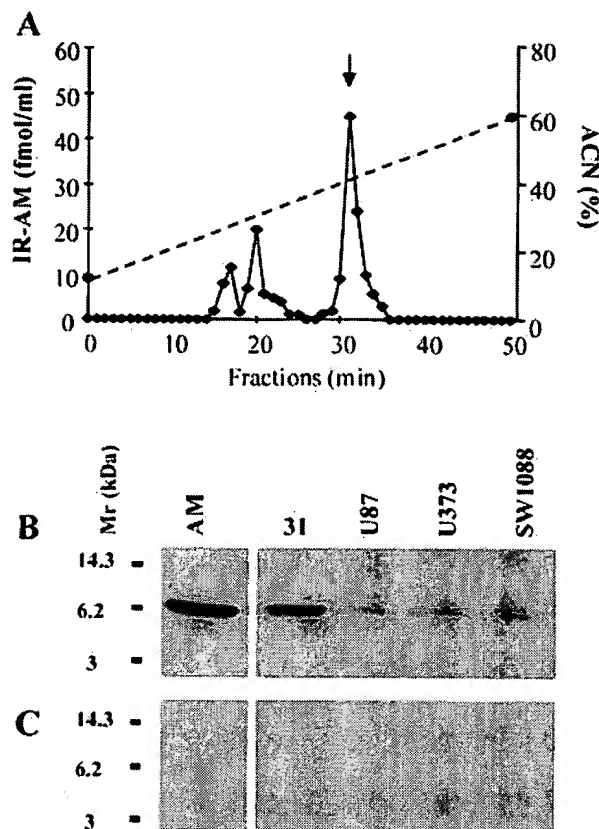 A
IR-AM (fmol/ml)
60
50
40
30
20
10
0
80
60
40
20
0
ACN (%)
0 10 20 30 40 50
Fractions (min)
Mr (kDa)
AM
31
U87
U373
SW1088
B
14.3
6.2
3
C
14.3
6.2
3